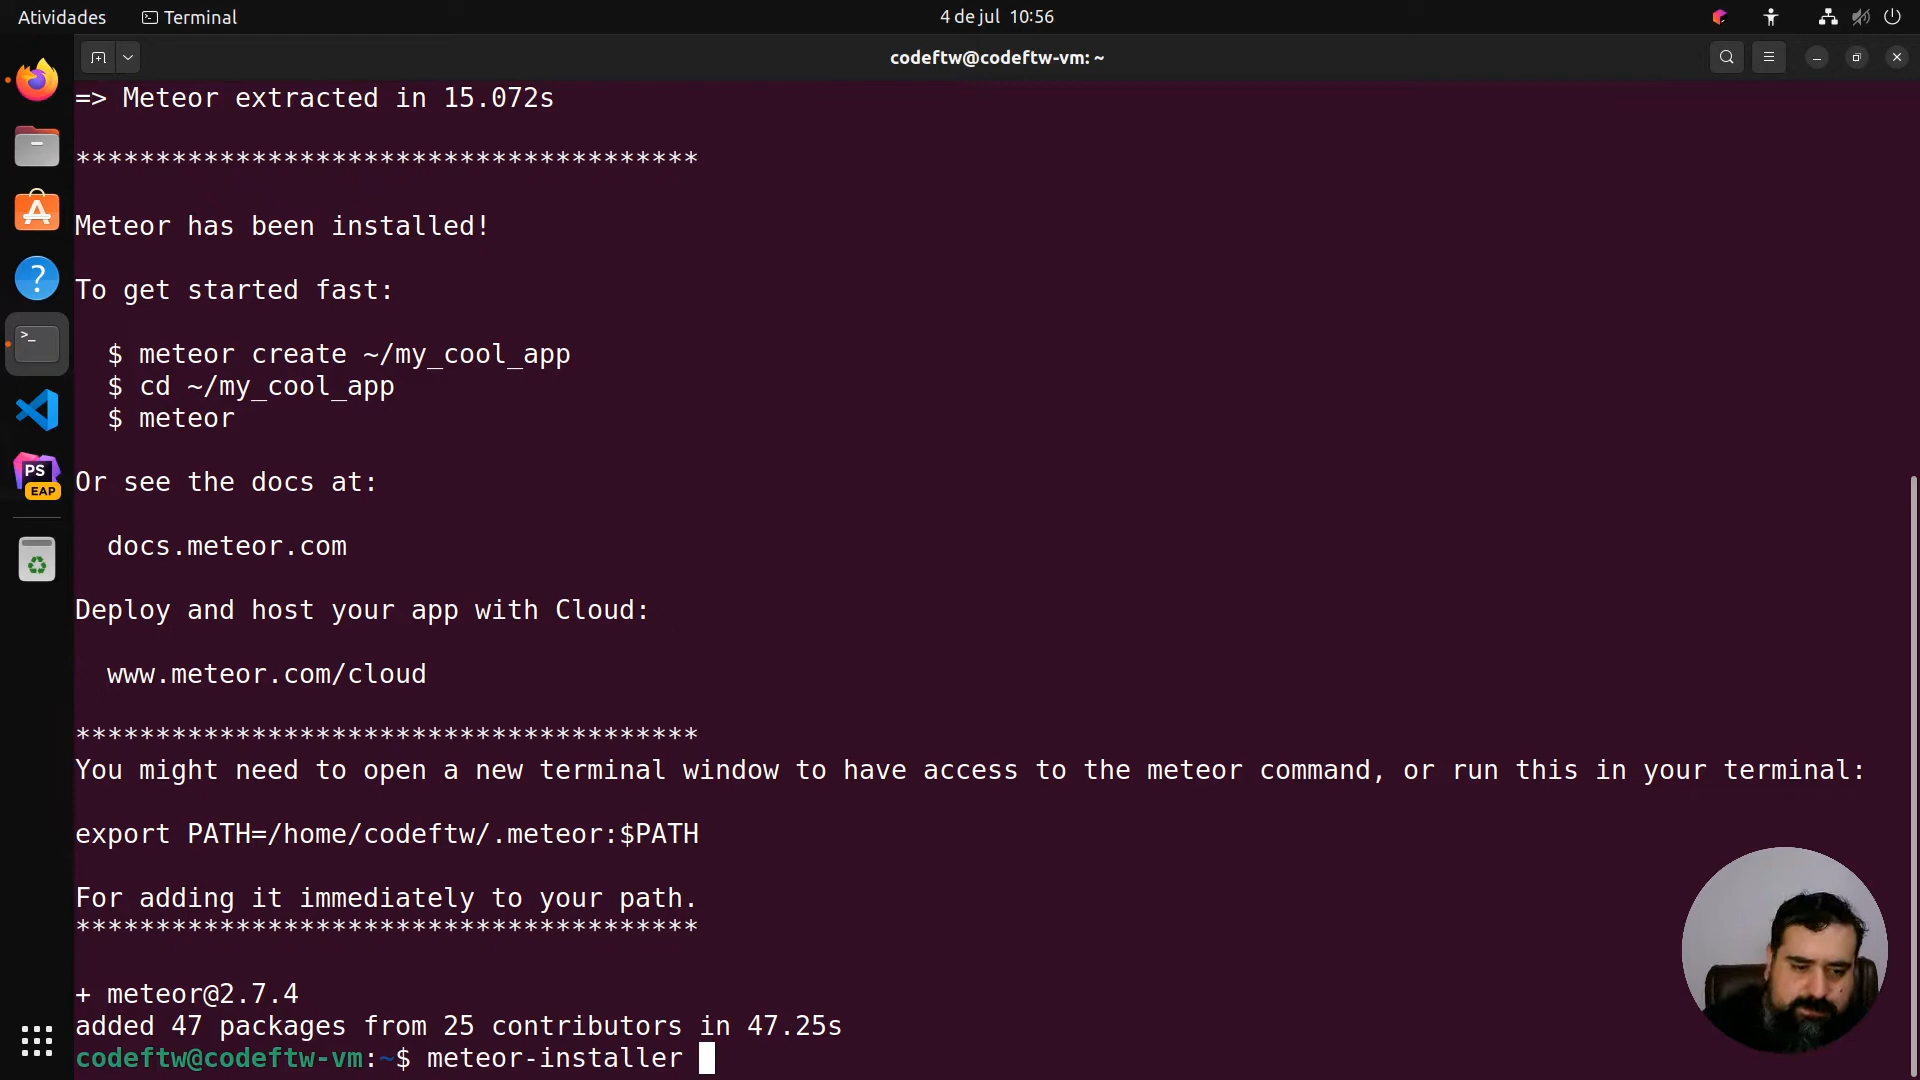 Atividades
Terminal
4 de jul 10:56
codeftw@codeftw-vm: ~
=> Meteor extracted in 15.072s
***************************************
Meteor has been installed!
To get started fast:
$ meteor create ~/my_cool_app
$ cd ~/my_cool_app
$ meteor
Or see the docs at:
docs.meteor.com
Deploy and host your app with Cloud:
www.meteor.com/cloud
***************************************
You might need to open a new terminal window to have access to the meteor command, or run this in your terminal:
export PATH=/home/codeftw/.meteor:$PATH
For adding it immediately to your path.
***************************************
+ meteor@2.7.4
added 47 packages from 25 contributors in 47.25s
codeftw@codeftw-vm:~$ meteor-installer
>_
PS
EAP